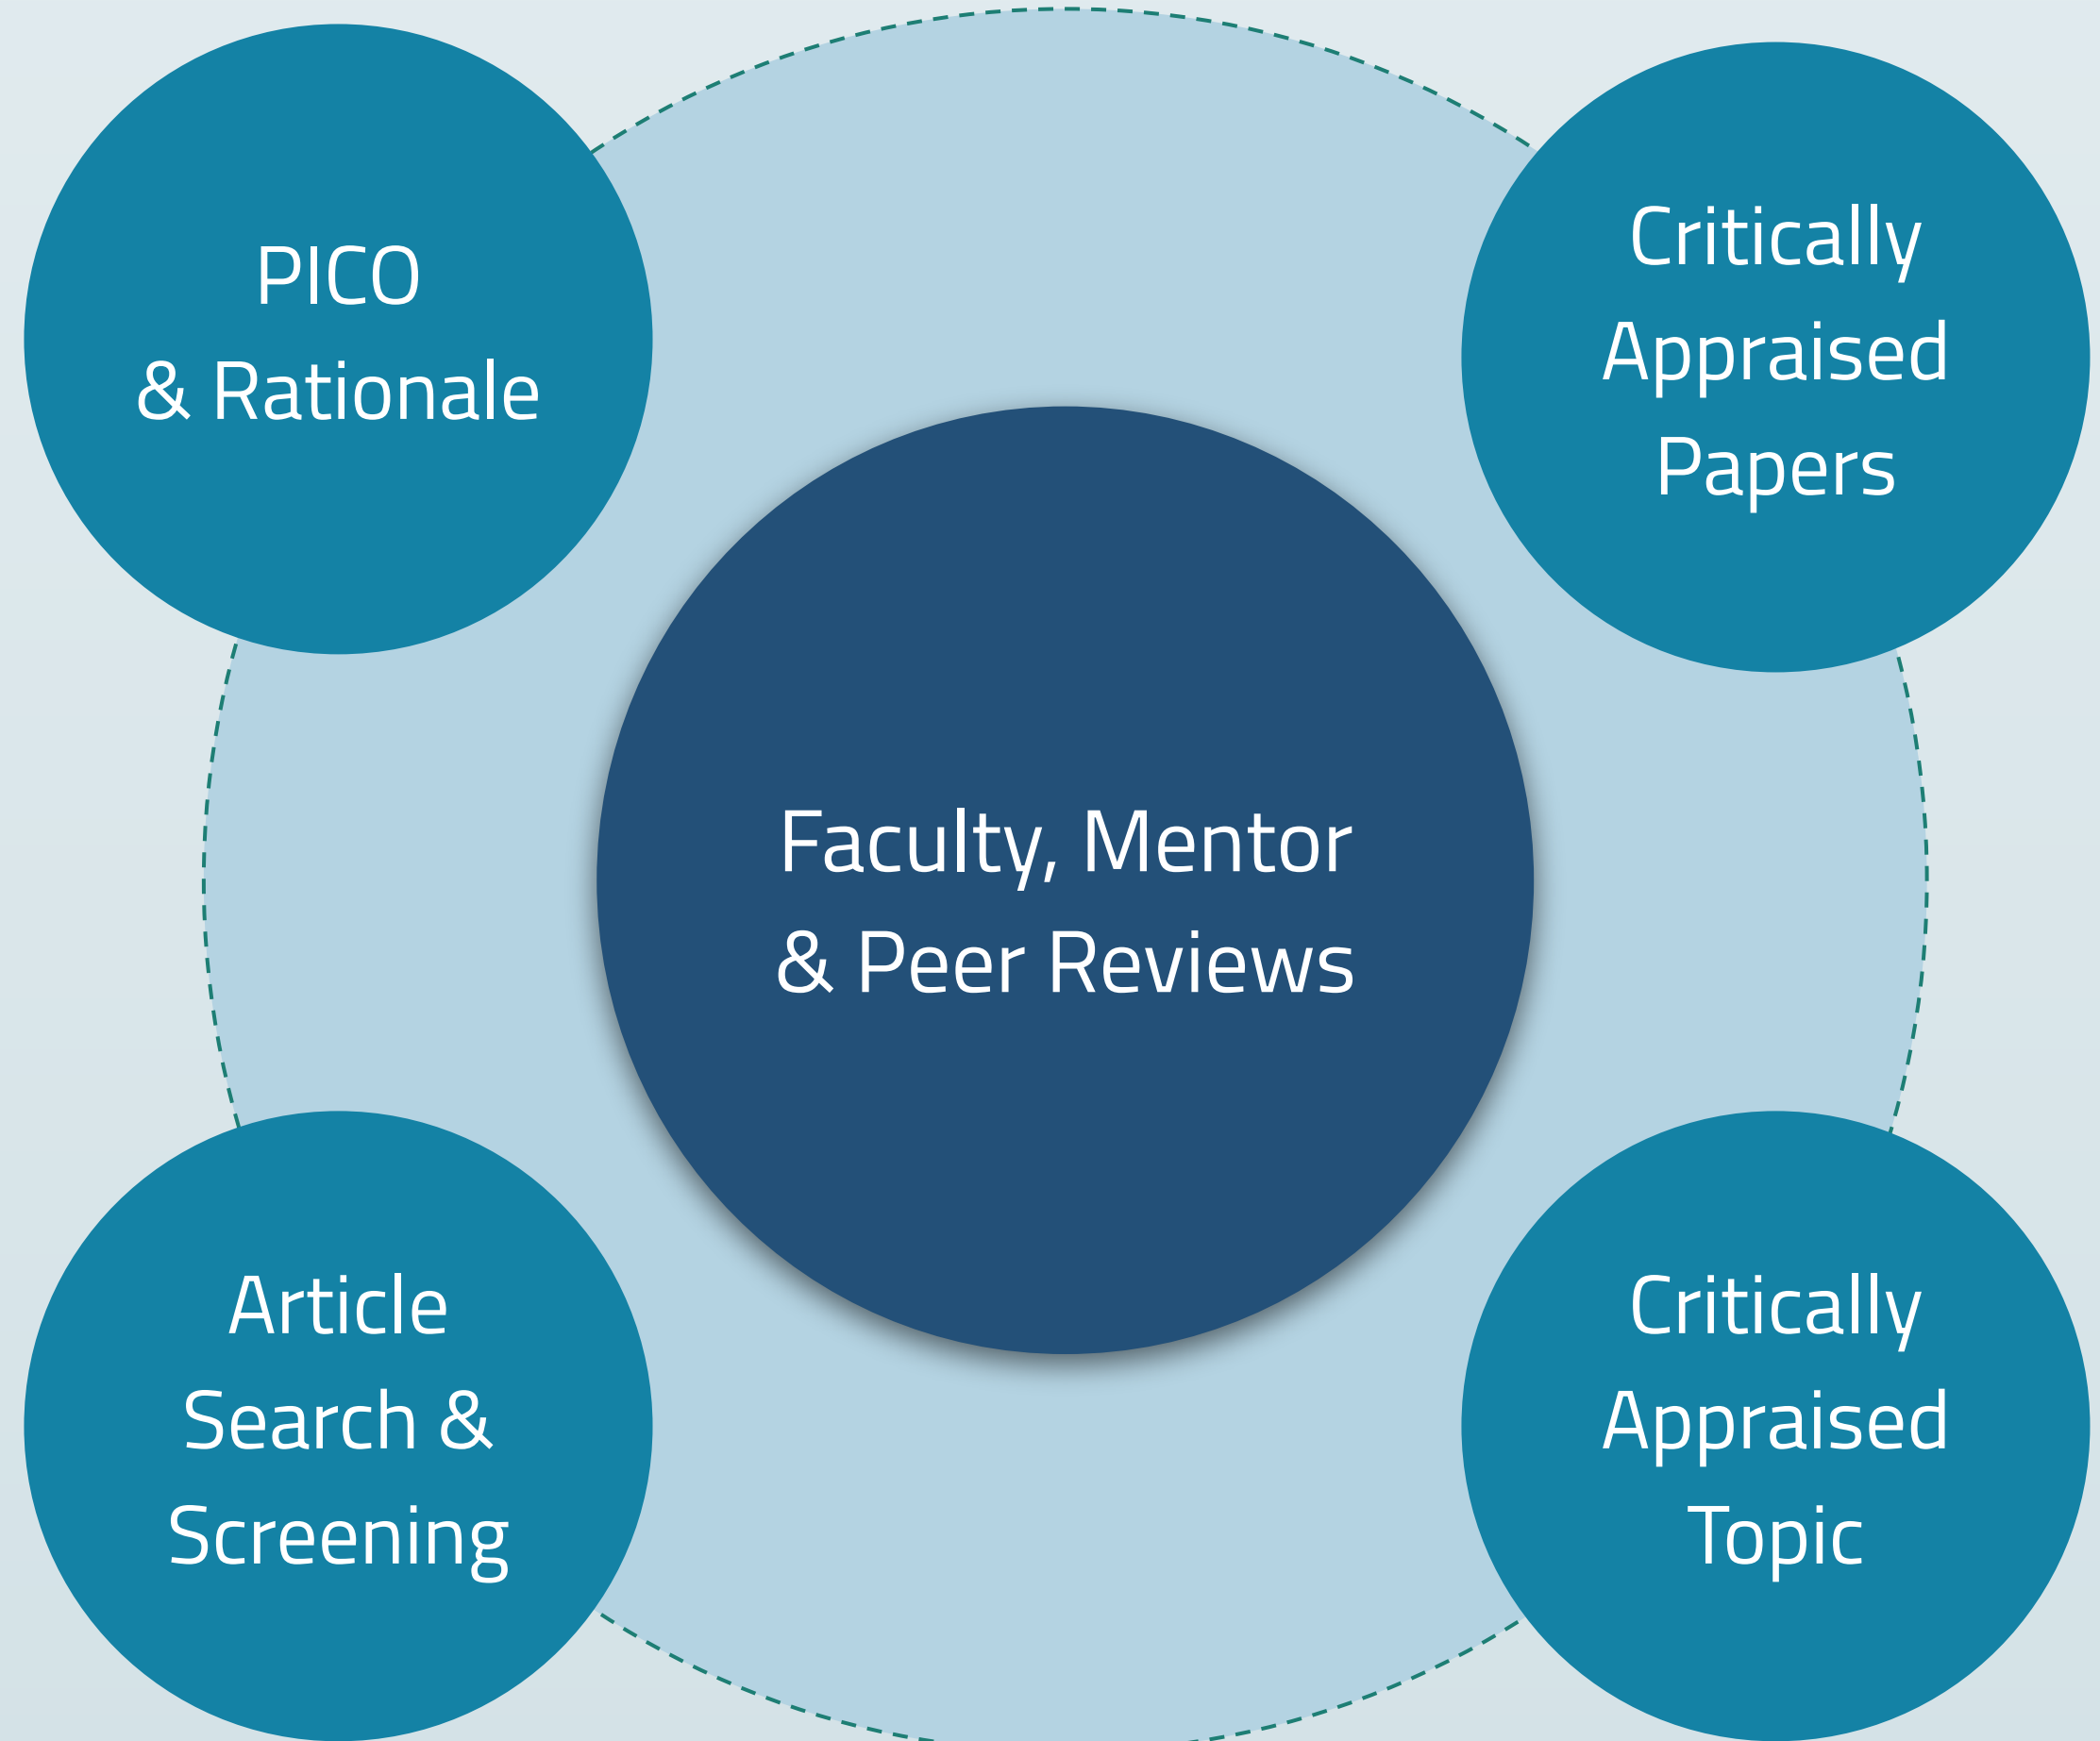 PICO
& Rationale
Critically
Appraised
Papers
Faculty, Mentor
& Peer Reviews
Article
Search &
Screening
Critically
Appraised
Topic